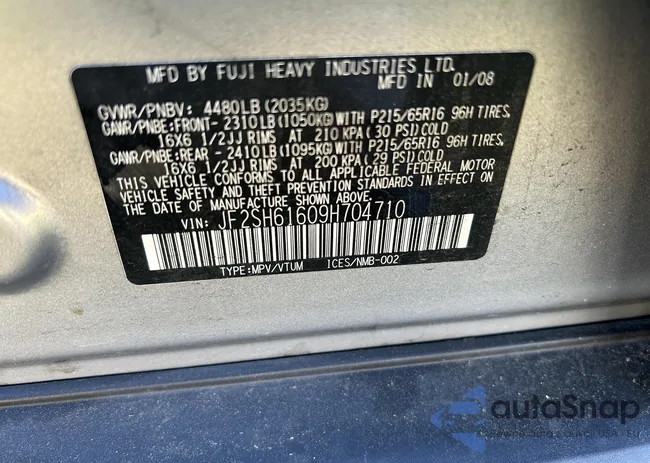 MFD BY FUJI HEAVY INDUSTRIES LTD.
MFD IN 01/08
GVWR/PNBV: 4480LB (2035KG)
GAWR/PNBE:FRONT- 2310LB(1050KG)WITH P215/65R16 96H TIRES,
16X6 1/2JJ RIMS AT 210 KPA(30 PSI)COLD
GAWR/PNBE:REAR -2410LB(1095KG)WITH P215/65R16 96H TIRES,
16X6 1/2JJ RIMS AT 200 KPA(29 PSI)COLD
THIS VEHICLE CONFORMS TO ALL APPLICABLE FEDERAL MOTOR
VEHICLE SAFETY AND THEFT PREVENTION STANDARDS IN EFFECT ON
THE DATE OF MANUFACTURE SHOWN ABOVE.
VIN: JF2SH61609H704710
TYPE:MPV/VTUM ICES/NMB-002
autoSnap